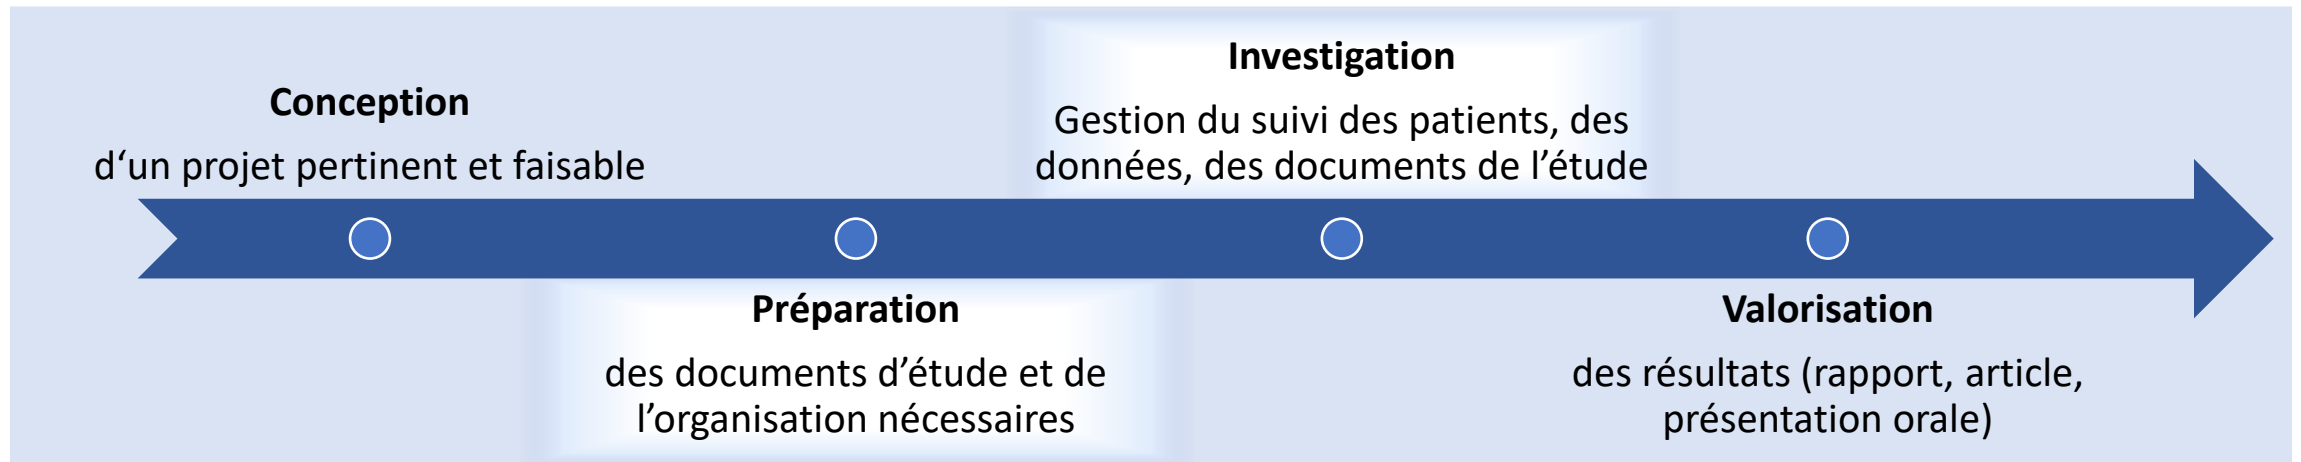 Conception
d‘un projet pertinent et faisable
Préparation
des documents d’étude et de
l’organisation nécessaires
Investigation
Gestion du suivi des patients, des
données, des documents de l’étude
Valorisation
des résultats (rapport, article,
présentation orale)